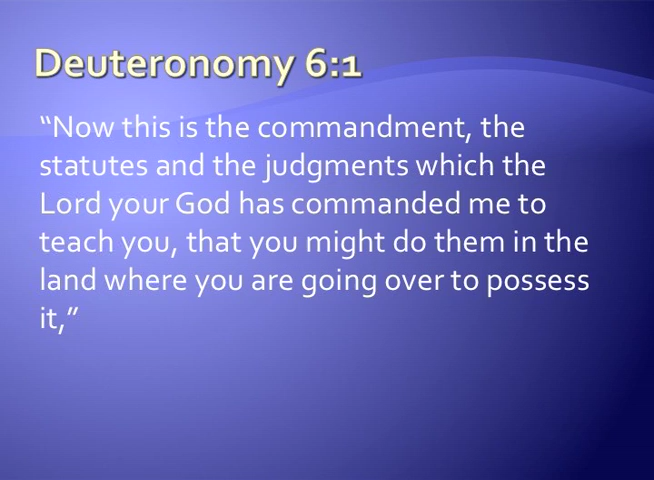 Deuteronomy 6:1
“Now this is the commandment, the
statutes and the judgments which the
Lord your God has commanded me to
teach you, that you might do them in the
land where you are going over to possess
it,”